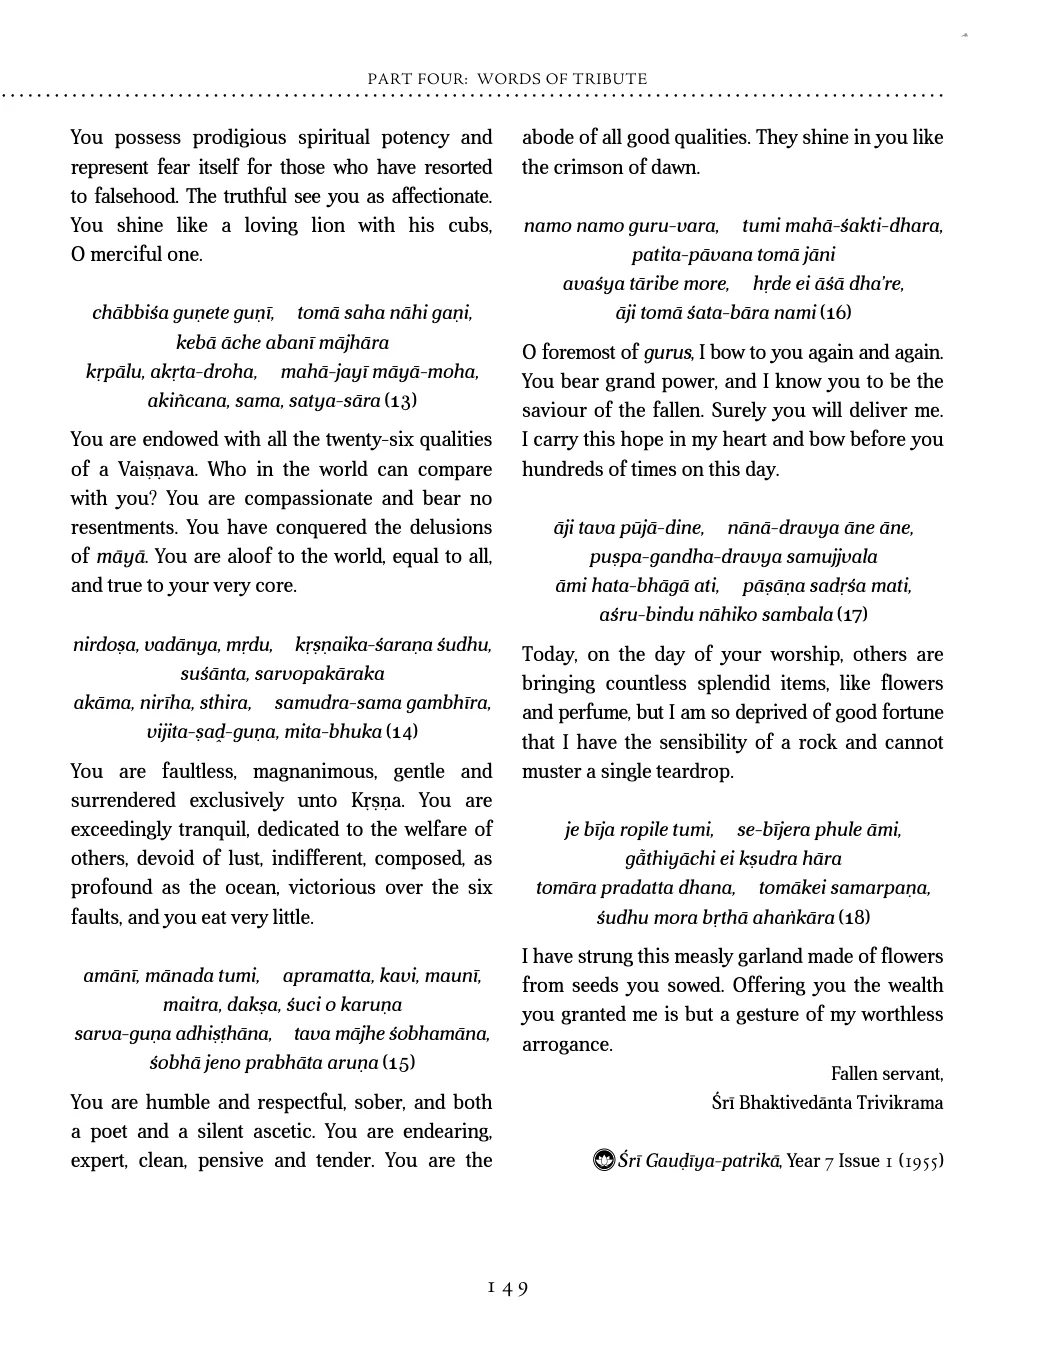 PART FOUR: WORDS OF TRIBUTE
You possess prodigious spiritual potency and
represent fear itself for those who have resorted
to falsehood. The truthful see you as affectionate.
You shine like a loving lion with his cubs,
O merciful one.
chābbiśa guṇete guṇī, tomā saha nāhi gaṇi,
kebā āche abanī mājhāra
kṛpālu, akṛta-droha, mahā-jayī māyā-moha,
akiñcana, sama, satya-sāra (13)
You are endowed with all the twenty-six qualities
of a Vaiṣṇava. Who in the world can compare
with you? You are compassionate and bear no
resentments. You have conquered the delusions
of māyā. You are aloof to the world, equal to all,
and true to your very core.
nirdoṣa, vadānya, mṛdu, kṛṣṇaika-śaraṇa śudhu,
suśānta, sarvopakāraka
akāma, nirīha, sthira, samudra-sama gambhīra,
vijita-ṣaḍ-guṇa, mita-bhuka (14)
You are faultless, magnanimous, gentle and
surrendered exclusively unto Kṛṣṇa. You are
exceedingly tranquil, dedicated to the welfare of
others, devoid of lust, indifferent, composed, as
profound as the ocean, victorious over the six
faults, and you eat very little.
amānī, mānada tumi, apramatta, kavi, maunī,
maitra, dakṣa, śuci o karuṇa
sarva-guṇa adhiṣṭhāna, tava mājhe śobhamāna,
śobhā jeno prabhāta aruṇa (15)
You are humble and respectful, sober, and both
a poet and a silent ascetic. You are endearing,
expert, clean, pensive and tender. You are the
abode of all good qualities. They shine in you like
the crimson of dawn.
namo namo guru-vara, tumi mahā-śakti-dhara,
patita-pāvana tomā jāni
avaśya tāribe more, hṛde ei āśā dha’re,
āji tomā śata-bāra nami (16)
O foremost of gurus, I bow to you again and again.
You bear grand power, and I know you to be the
saviour of the fallen. Surely you will deliver me.
I carry this hope in my heart and bow before you
hundreds of times on this day.
āji tava pūjā-dine, nānā-dravya āne āne,
puṣpa-gandha-dravya samujjvala
āmi hata-bhāgā ati, pāṣāṇa sadṛśa mati,
aśru-bindu nāhiko sambala (17)
Today, on the day of your worship, others are
bringing countless splendid items, like flowers
and perfume, but I am so deprived of good fortune
that I have the sensibility of a rock and cannot
muster a single teardrop.
je bīja ropile tumi, se-bījera phule āmi,
gā̐thiyāchi ei kṣudra hāra
tomāra pradatta dhana, tomākei samarpaṇa,
śudhu mora bṛthā ahaṅkāra (18)
I have strung this measly garland made of flowers
from seeds you sowed. Offering you the wealth
you granted me is but a gesture of my worthless
arrogance.
Fallen servant,
Śrī Bhaktivedānta Trivikrama
Śrī Gauḍīya-patrikā, Year 7 Issue 1 (1955)
149